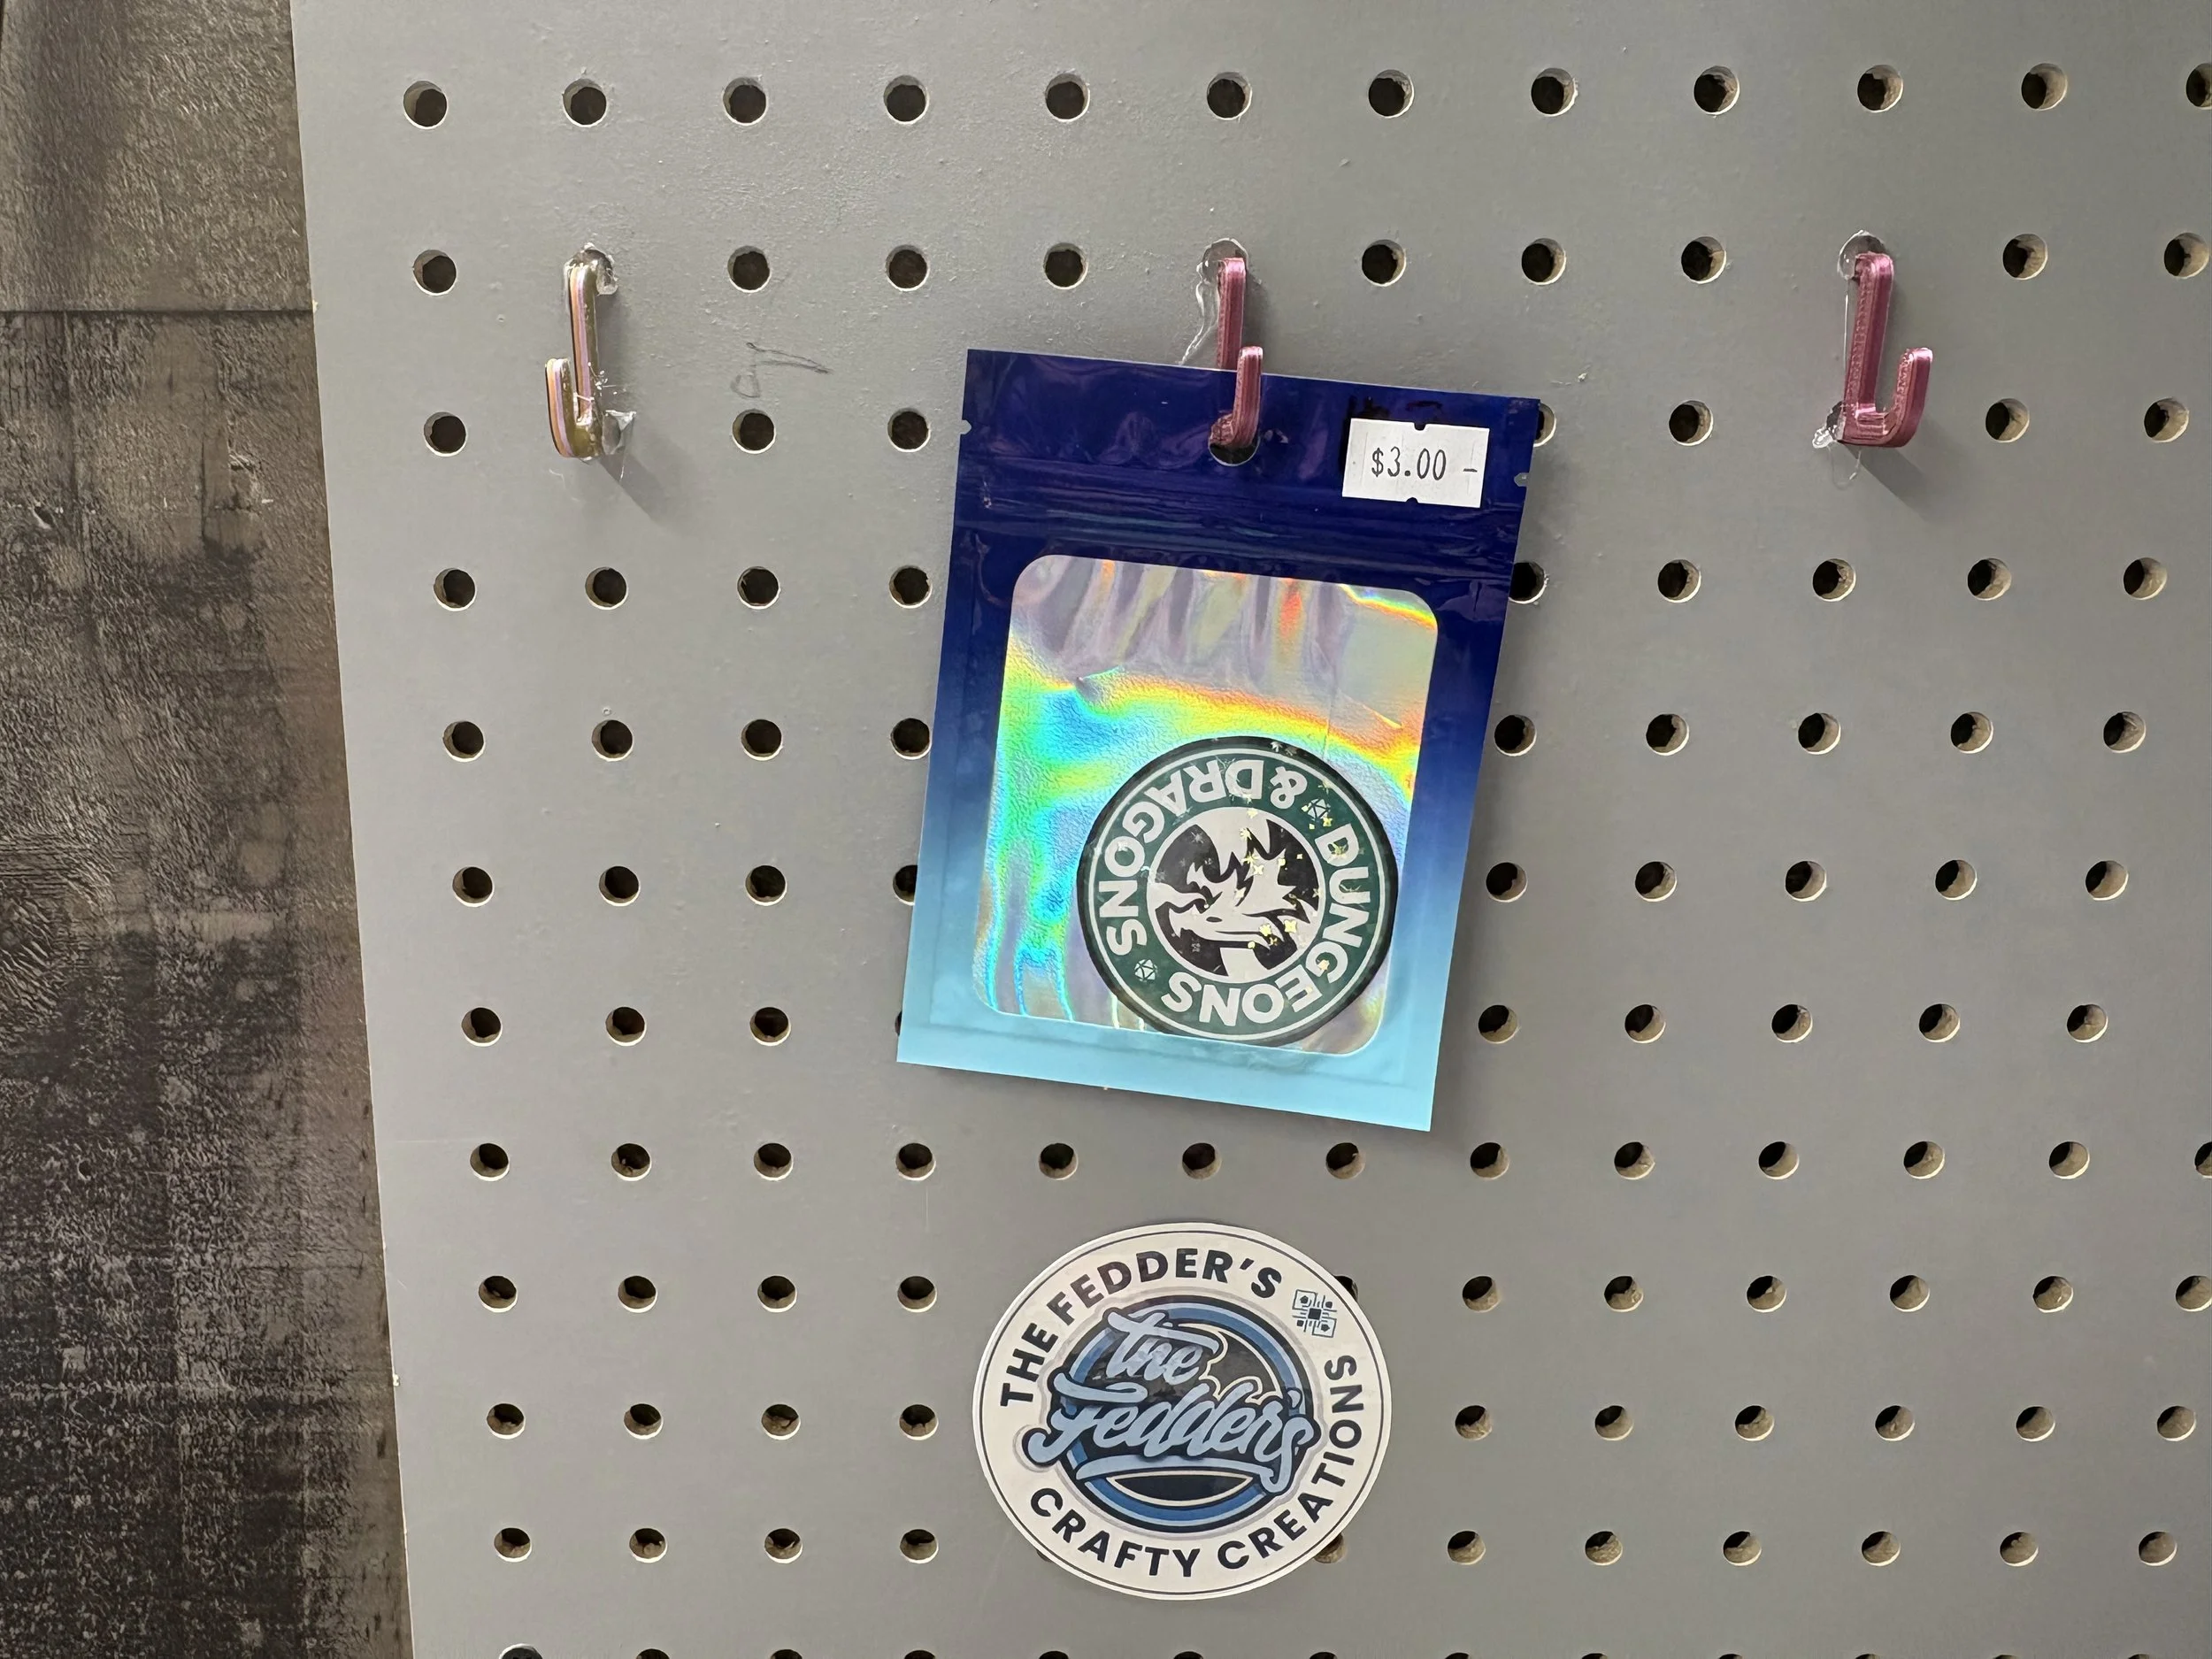 $3.00 -
DUNGEONS
& DRAGONS
THE FEDDER'S
the
Fedder's
CRAFTY CREATIONS